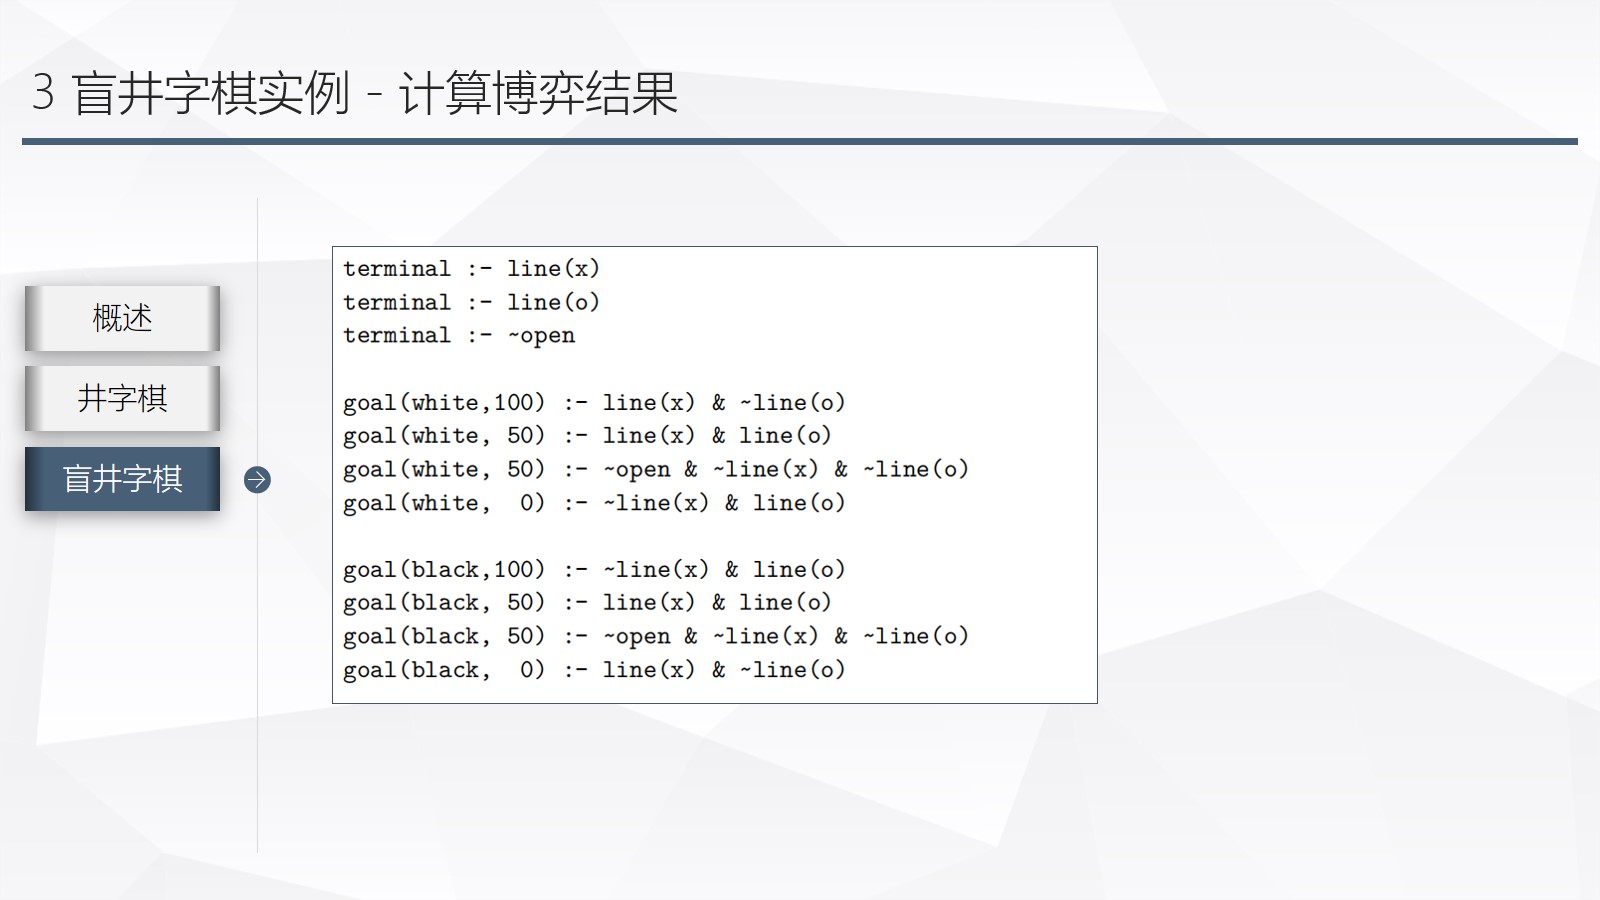 3 盲井字棋实例 - 计算博弈结果
概述
井字棋
盲井字棋
terminal :- line(x)
terminal :- line(o)
terminal :- ~open
goal(white,100) :- line(x) & ~line(o)
goal(white, 50) :- line(x) & line(o)
goal(white, 50) :- ~open & ~line(x) & ~line(o)
goal(white,  0) :- ~line(x) & line(o)
goal(black,100) :- ~line(x) & line(o)
goal(black, 50) :- line(x) & line(o)
goal(black, 50) :- ~open & ~line(x) & ~line(o)
goal(black,  0) :- line(x) & ~line(o)